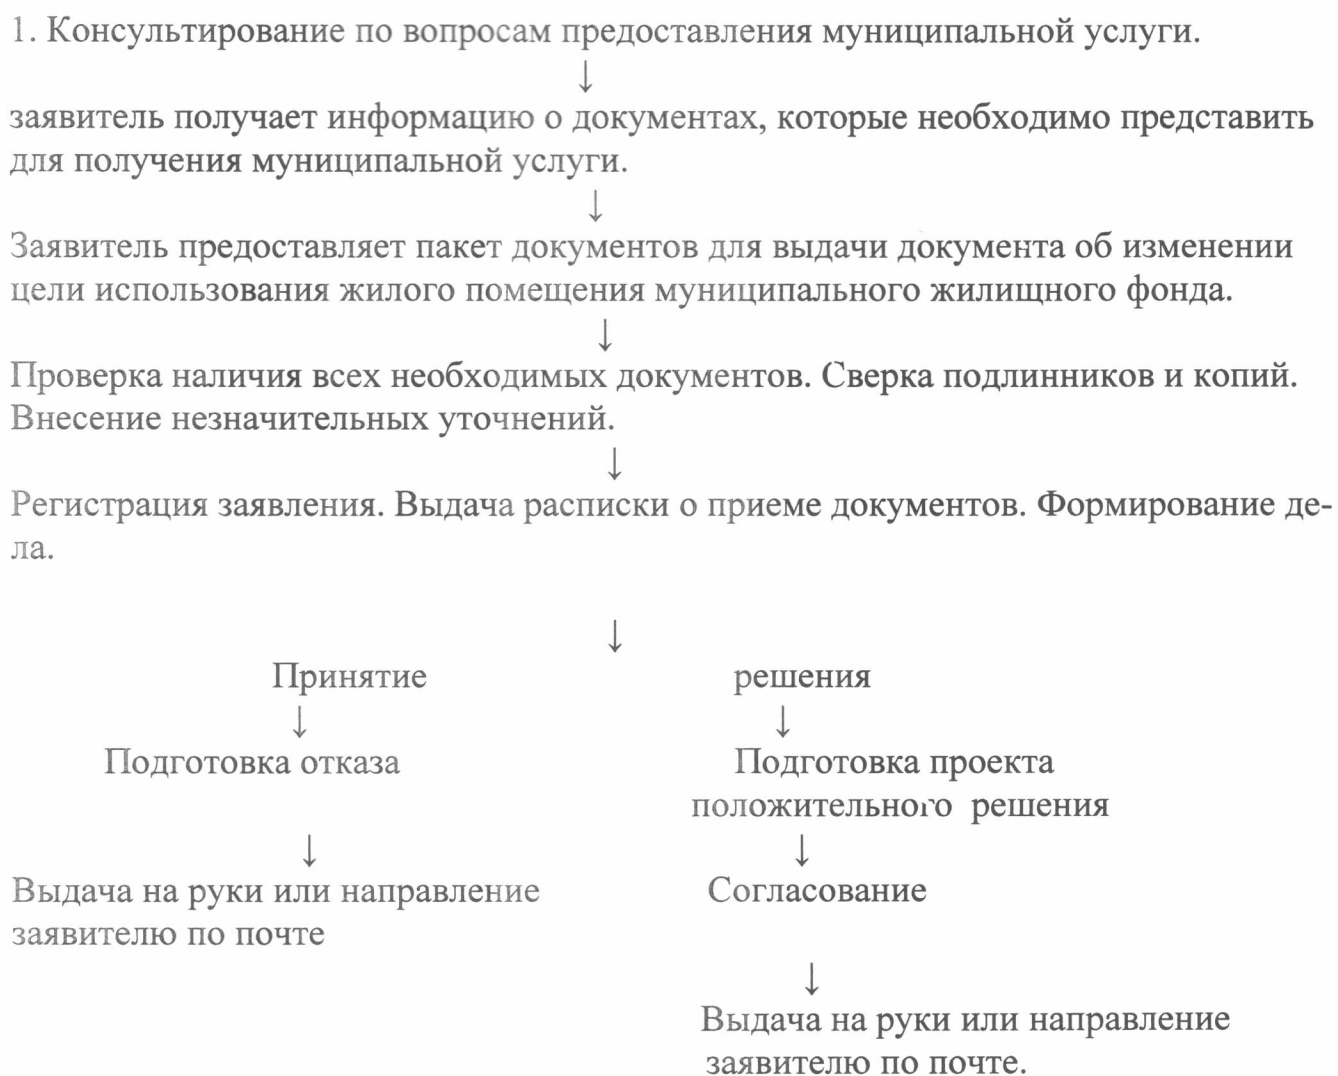 1. Консультирование по вопросам предоставления муниципальной услуги.
↓
заявитель получает информацию о документах, которые необходимо представить
для получения муниципальной услуги.
↓
Заявитель предоставляет пакет документов для выдачи документа об изменении
цели использования жилого помещения муниципального жилищного фонда.
↓
Проверка наличия всех необходимых документов. Сверка подлинников и копий.
Внесение незначительных уточнений.
↓
Регистрация заявления. Выдача расписки о приеме документов. Формирование де-
ла.
↓
Принятие решения
↓ ↓
Подготовка отказа Подготовка проекта
положительного решения
↓ ↓
Выдача на руки или направление Согласование
заявителю по почте
↓
Выдача на руки или направление
заявителю по почте.